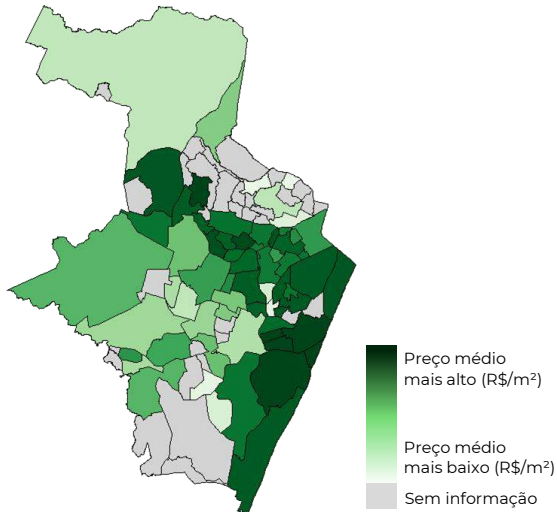 Preço médio
mais alto (R$/m²)
Preço médio
mais baixo (R$/m²)
Sem informação